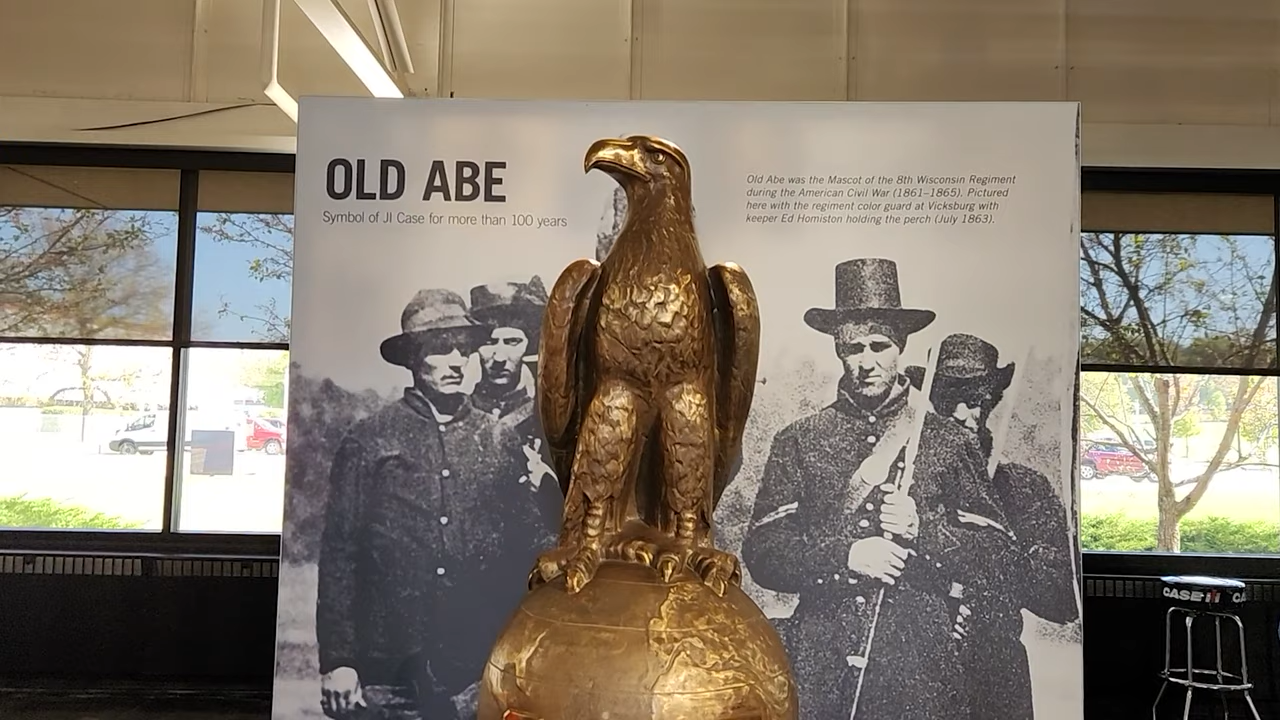 OLD ABE
Symbol of JI Case for more than 100 years
Old Abe was the Mascot of the 8th Wisconsin Regiment
during the American Civil War (1861–1865). Pictured
here with the regiment color guard at Vicksburg with
keeper Ed Homiston holding the perch (July 1863).
CASE IH CA